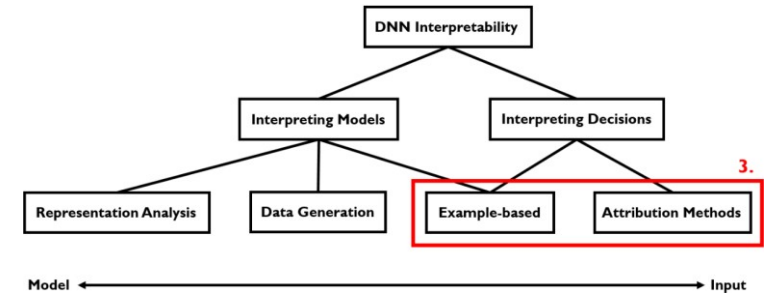 DNN Interpretability
Interpreting Models
Interpreting Decisions
3.
Representation Analysis
Data Generation
Example-based
Attribution Methods
Model
Input